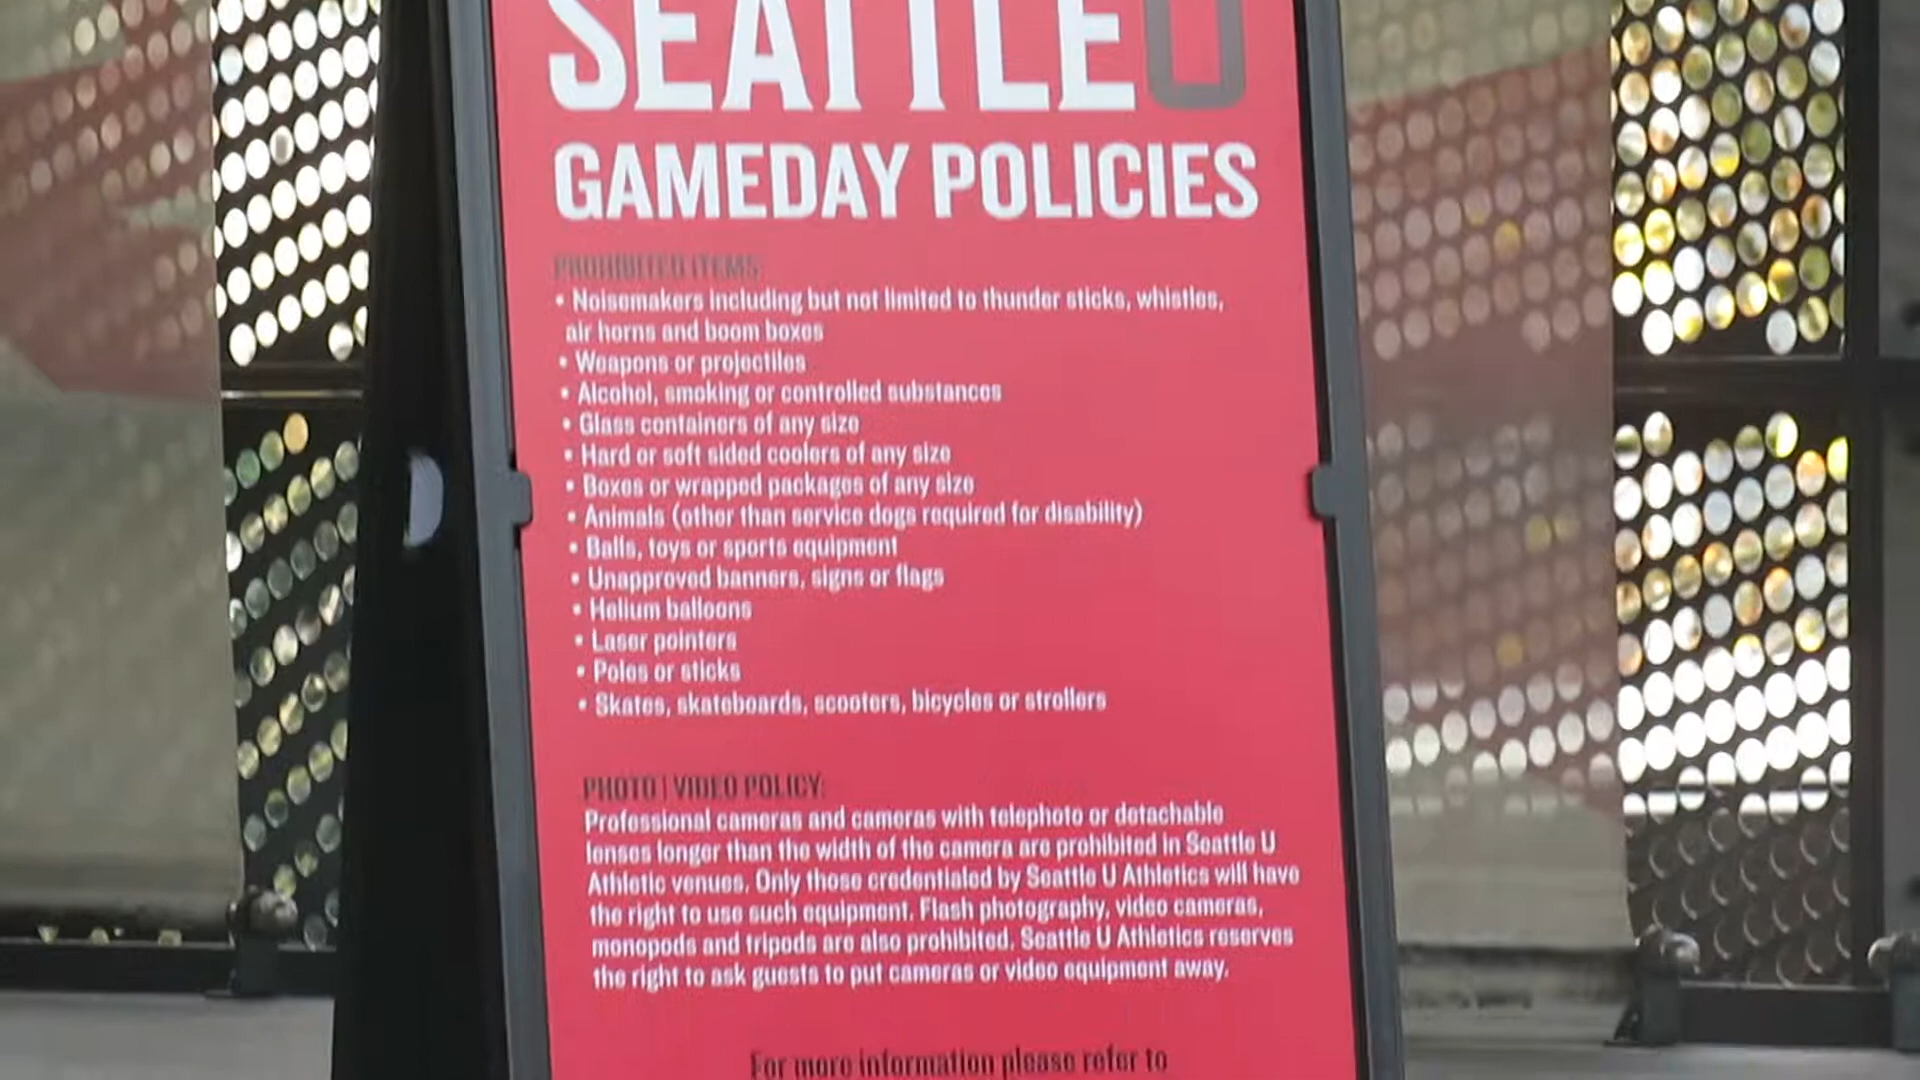 SEATTLEU
GAMEDAY POLICIES
PROHIBITED ITEMS:
• Noisemakers including but not limited to thunder sticks, whistles,
air horns and boom boxes
• Weapons or projectiles
• Alcohol, smoking or controlled substances
• Glass containers of any size
• Hard or soft sided coolers of any size
• Boxes or wrapped packages of any size
• Animals (other than service dogs required for disability)
• Balls, toys or sports equipment
• Unapproved banners, signs or flags
• Helium balloons
• Laser pointers
• Poles or sticks
• Skates, skateboards, scooters, bicycles or strollers
PHOTO | VIDEO POLICY:
Professional cameras and cameras with telephoto or detachable
lenses longer than the width of the camera are prohibited in Seattle U
Athletic venues. Only those credentialed by Seattle U Athletics will have
the right to use such equipment. Flash photography, video cameras,
monopods and tripods are also prohibited. Seattle U Athletics reserves
the right to ask guests to put cameras or video equipment away.
For more information please refer to